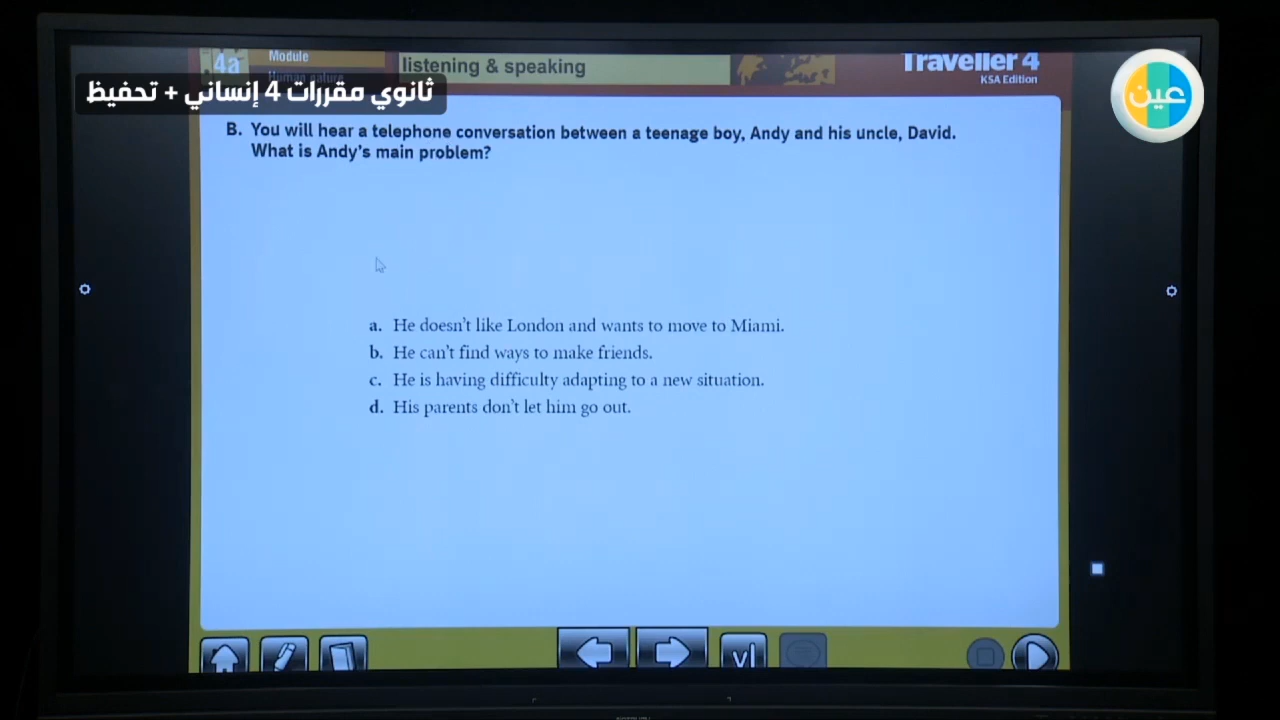 4a
Module
Human nature
listening & speaking
Traveller 4
KSA Edition
ثانوي مقررات 4 إنساني + تحفيظ
عين
B. You will hear a telephone conversation between a teenage boy, Andy and his uncle, David.
What is Andy's main problem?
a. He doesn't like London and wants to move to Miami.
b. He can't find ways to make friends.
c. He is having difficulty adapting to a new situation.
d. His parents don't let him go out.